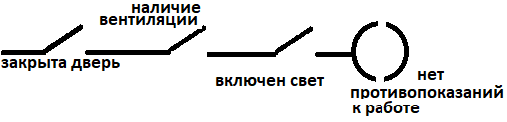 наличие
вентиляции
закрыта дверь
включен свет
нет
противопоказаний
к работе